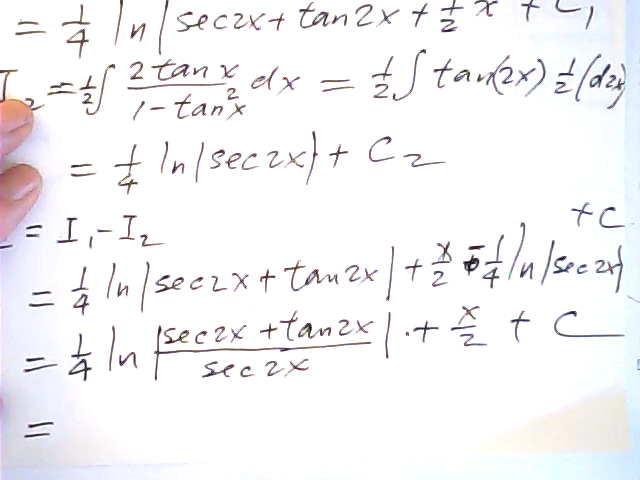 = 1/4 ln|sec2x + tan2x + 1/2 x + C₁
I₂ = 1/2 ∫ 2tanx/(1-tan²x) dx = 1/2 ∫ tan(2x) 1/2 (d2x)
= 1/4 ln|sec2x| + C₂
= I₁ - I₂
= 1/4 ln|sec2x + tan2x| + x/2 - 1/4 ln|sec2x| + C
= 1/4 ln |(sec2x + tan2x)/sec2x| + x/2 + C
=